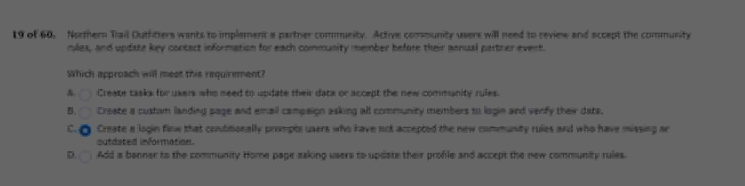 19 of 60. Northern Trail Outfitters wants to implement a partner community. Active community users will need to review and accept the community
rules, and update key contact information for each community member before their annual partner event.
Which approach will meet this requirement?
A. Create tasks for users who need to update their data or accept the new community rules.
B. Create a custom landing page and email campaign asking all community members to login and verify their data.
C. Create a login flow that conditionally prompts users who have not accepted the new community rules and who have missing or
outdated information.
D. Add a banner to the community Home page asking users to update their profile and accept the new community rules.